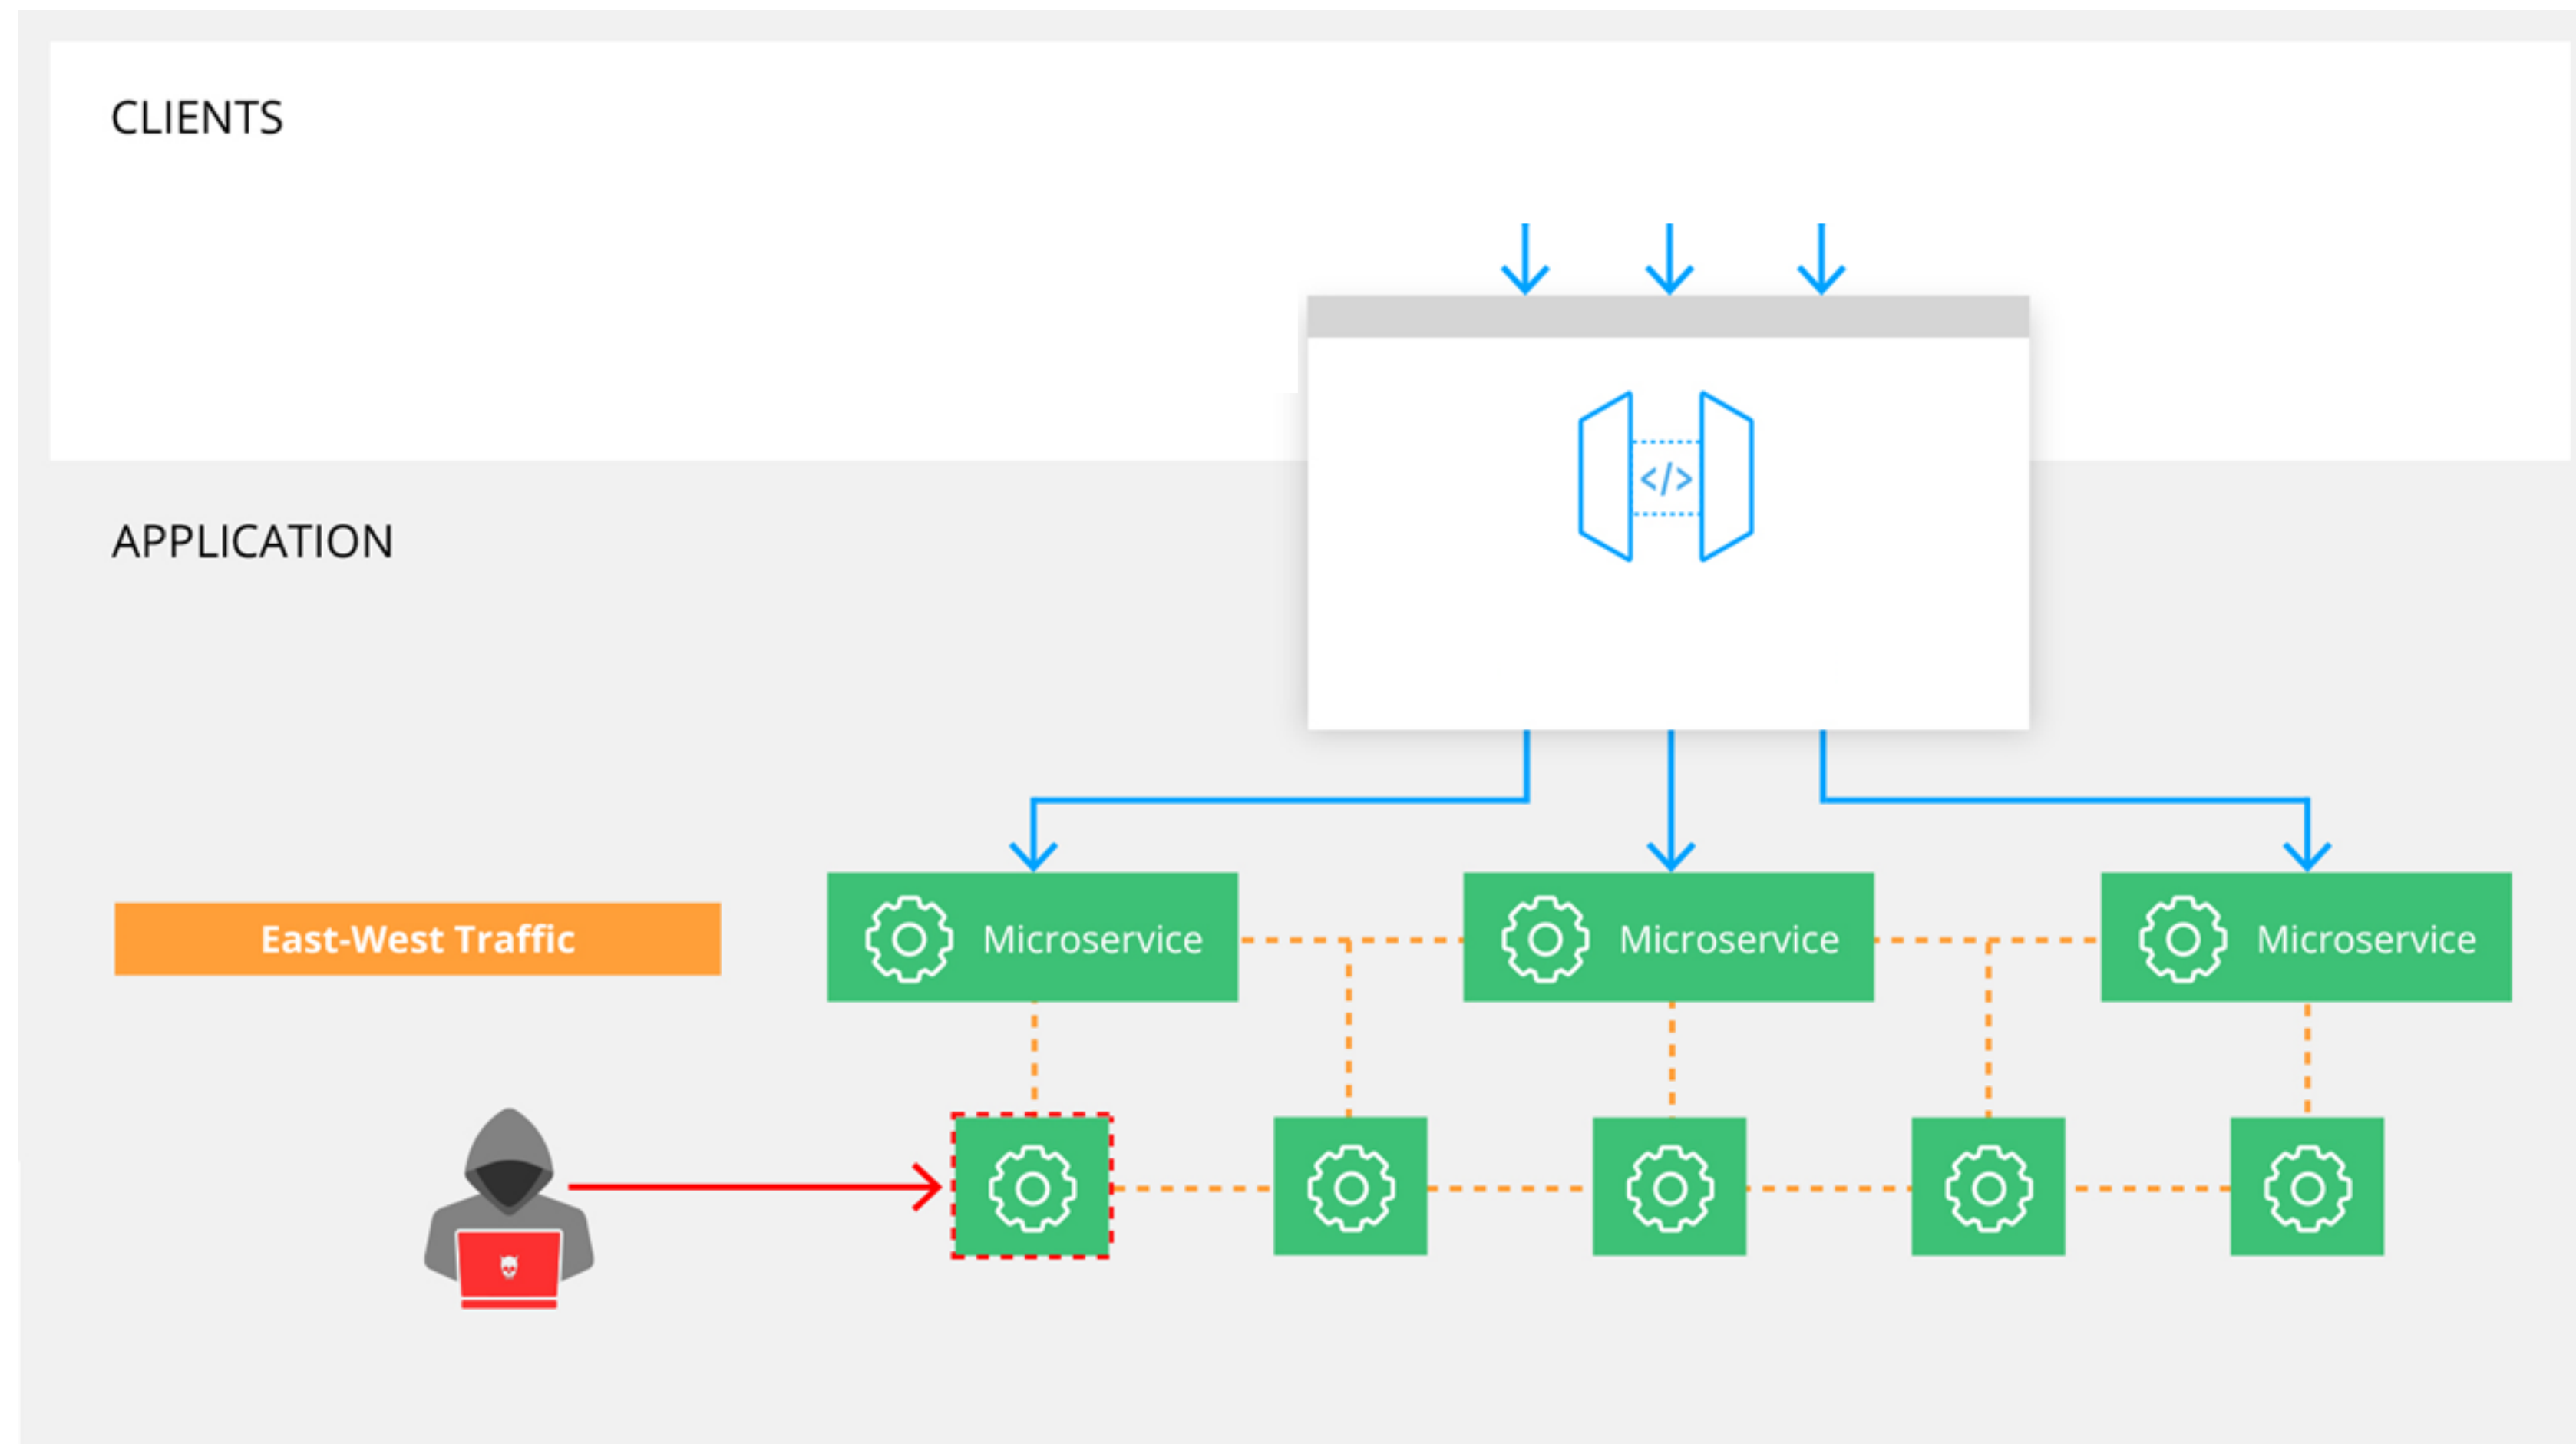 CLIENTS
</>
APPLICATION
East-West Traffic
Microservice
Microservice
Microservice